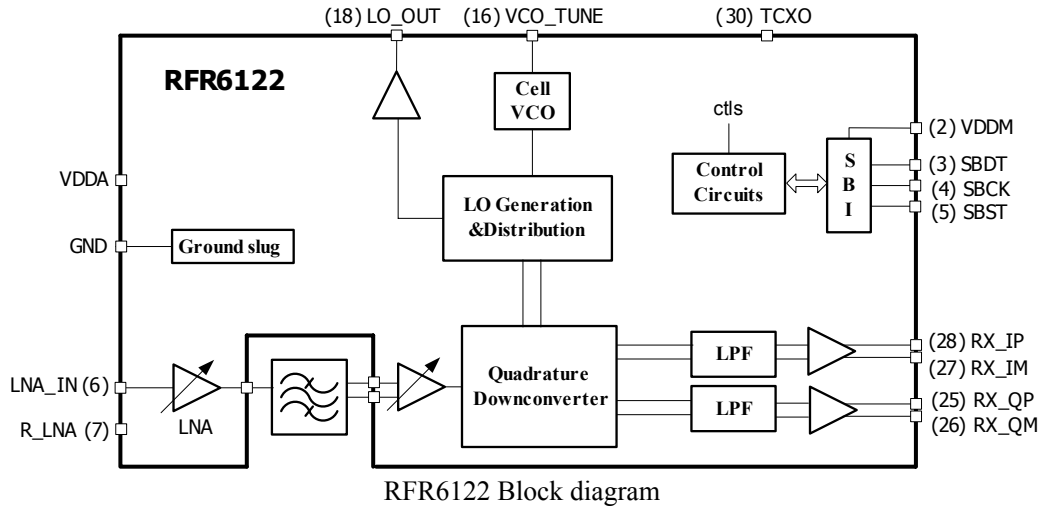 (18) LO_OUT
(16) VCO_TUNE
(30) TCXO
RFR6122
Cell
VCO
ctls
(2) VDDM
(3) SBDT
(4) SBCK
(5) SBST
S
B
I
Control
Circuits
VDDA
LO Generation
&Distribution
GND
Ground slug
LNA_IN (6)
R_LNA (7)
LNA
Quadrature
Downconverter
LPF
LPF
(28) RX_IP
(27) RX_IM
(25) RX_QP
(26) RX_QM
RFR6122 Block diagram